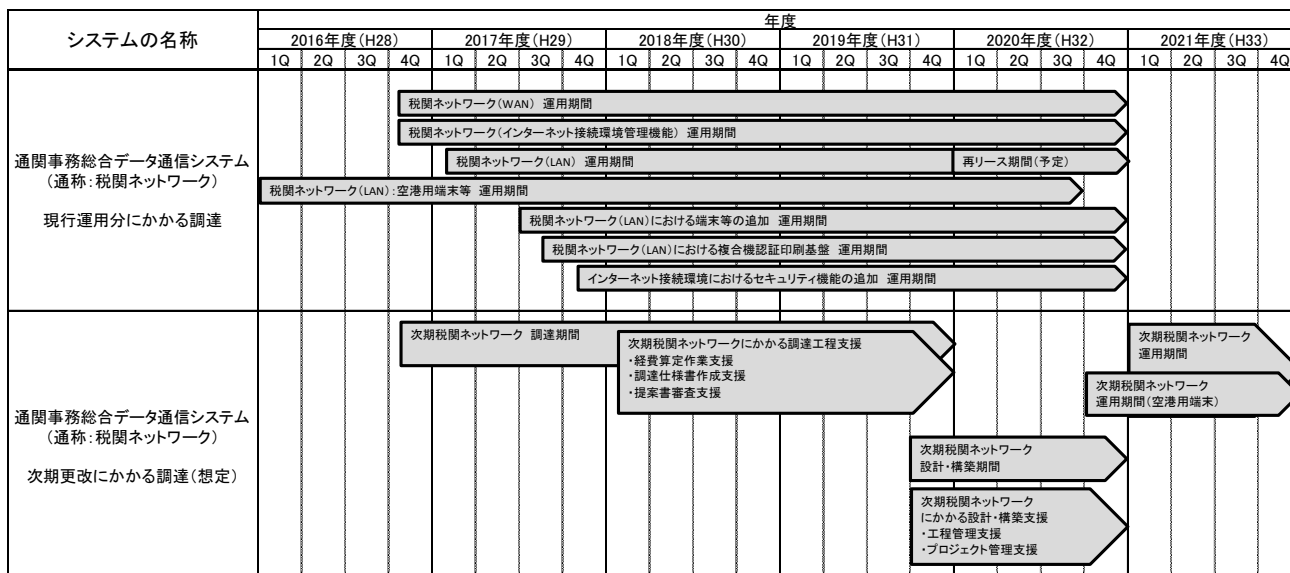 システムの名称
年度
2016年度(H28) 2017年度(H29) 2018年度(H30) 2019年度(H31) 2020年度(H32) 2021年度(H33)
1Q 2Q 3Q 4Q 1Q 2Q 3Q 4Q 1Q 2Q 3Q 4Q 1Q 2Q 3Q 4Q 1Q 2Q 3Q 4Q 1Q 2Q 3Q 4Q
通関事務総合データ通信システム
(通称:税関ネットワーク)
現行運用分にかかる調達
税関ネットワーク(WAN) 運用期間
税関ネットワーク(インターネット接続環境管理機能) 運用期間
税関ネットワーク(LAN) 運用期間
再リース期間(予定)
税関ネットワーク(LAN):空港用端末等 運用期間
税関ネットワーク(LAN)における端末等の追加 運用期間
税関ネットワーク(LAN)における複合機認証印刷基盤 運用期間
インターネット接続環境におけるセキュリティ機能の追加 運用期間
通関事務総合データ通信システム
(通称:税関ネットワーク)
次期更改にかかる調達(想定)
次期税関ネットワーク 調達期間
次期税関ネットワークにかかる調達工程支援
・経費算定作業支援
・調達仕様書作成支援
・提案書審査支援
次期税関ネットワーク
運用期間
次期税関ネットワーク
運用期間(空港用端末)
次期税関ネットワーク
設計・構築期間
次期税関ネットワーク
にかかる設計・構築支援
・工程管理支援
・プロジェクト管理支援